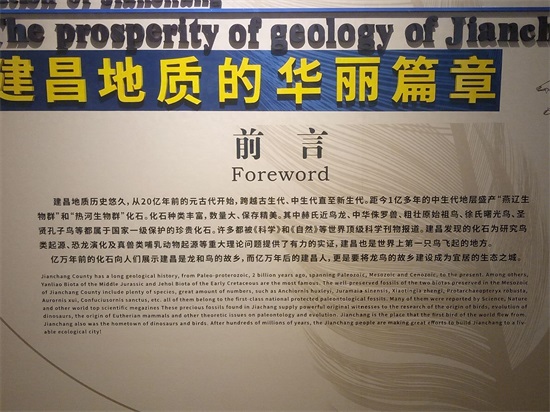 The prosperity of geology of Jianch
建昌地质的华丽篇章
前言
Foreword
建昌地质历史悠久，从20亿年前的元古代开始，跨越古生代、中生代直至新生代。距今1亿多年的中生代地层盛产“燕辽生
物群”和“热河生物群”化石。化石种类丰富，数量大、保存精美。其中赫氏近鸟龙、中华侏罗兽、粗壮原始祖鸟、徐氏曙光鸟、圣
贤孔子鸟等都属于国家一级保护的珍贵化石。许多都被《科学》和《自然》等世界顶级科学刊物报道。建昌发现的化石为研究鸟
类起源、恐龙演化及真兽类哺乳动物起源等重大理论问题提供了有力的实证，建昌也是世界上第一只鸟飞起的地方。
亿万年前的化石向人们展示建昌是龙和鸟的故乡，而亿万年后的建昌人，更是要将龙鸟的故乡建设成为宜居的生态之城。
Jianchang County has a long geological history, from Paleo-proterozoic, 2 billion years ago, spanning Paleozoic, Mesozoic and Cenozoic, to the present. Among others,
Yanliao Biota of the Middle Jurassic and Jehol Biota of the Early Cretaceous are the most famous. The well-preserved fossils of the two biotas preserved in the Mesozoic
of Jianchang County include plenty of species, great amount of numbers, such as Anchiornis huxleyi, Juramaia sinensis, Xiaotingia zhengi, Protarchaeopteryx robusta,
Aurornis xui, Confuciusornis sanctus, etc. all of them belong to the first-class national protected paleontological fossils. Many of them were reported by Science, Nature
and other world top scientific magazines. These precious fossils found in Jianchang supply powerful original witnesses to the research of the origin of birds, evolution of
dinosaurs, the origin of Eutherian mammals and other theoretic issues on paleontology and evolution. Jianchang is the place that the first bird of the world flew from,
Jianchang also was the hometown of dinosaurs and birds. After hundreds of millions of years, the Jianchang people are making great efforts to build Jianchang to a liv
able ecological city!